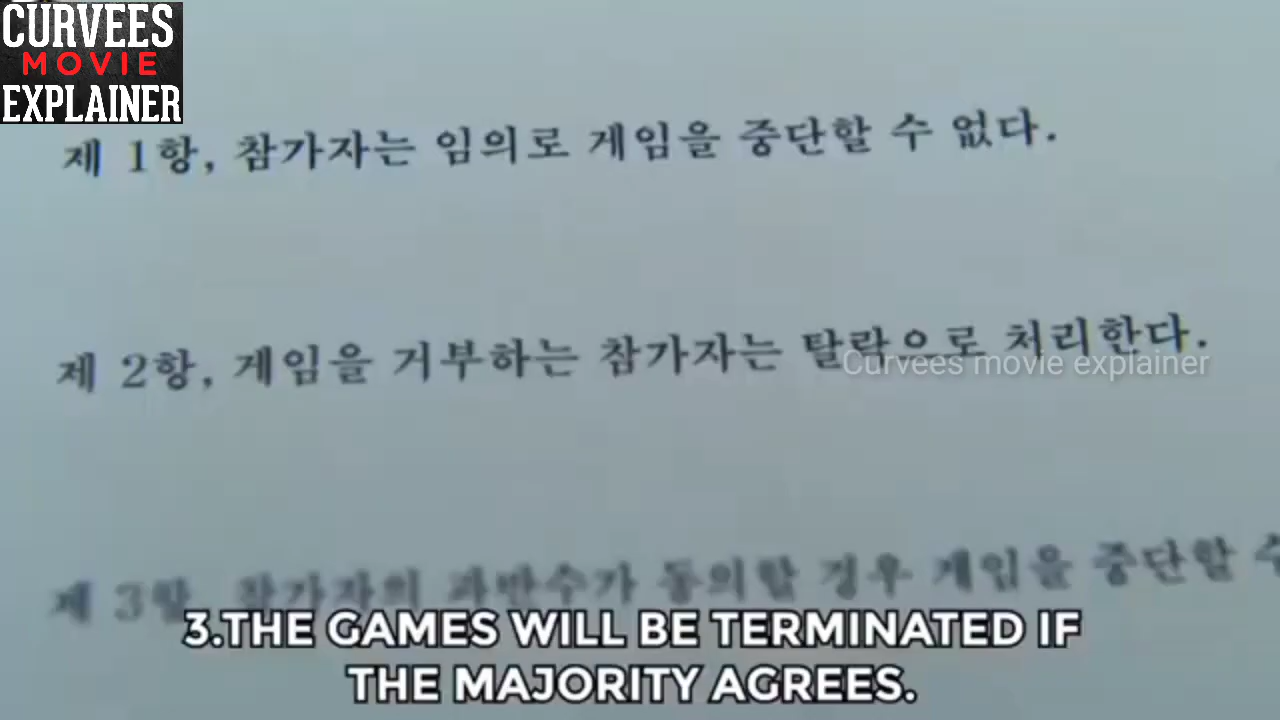 CURVEES
MOVIE
EXPLAINER
제 1항, 참가자는 임의로 게임을 중단할 수 없다.
제 2항, 게임을 거부하는 참가자는 탈락으로 처리한다.
Curvees movie explainer
제 3항, 참가자의 과반수가 동의할 경우 게임을 중단할 수
3.THE GAMES WILL BE TERMINATED IF
THE MAJORITY AGREES.